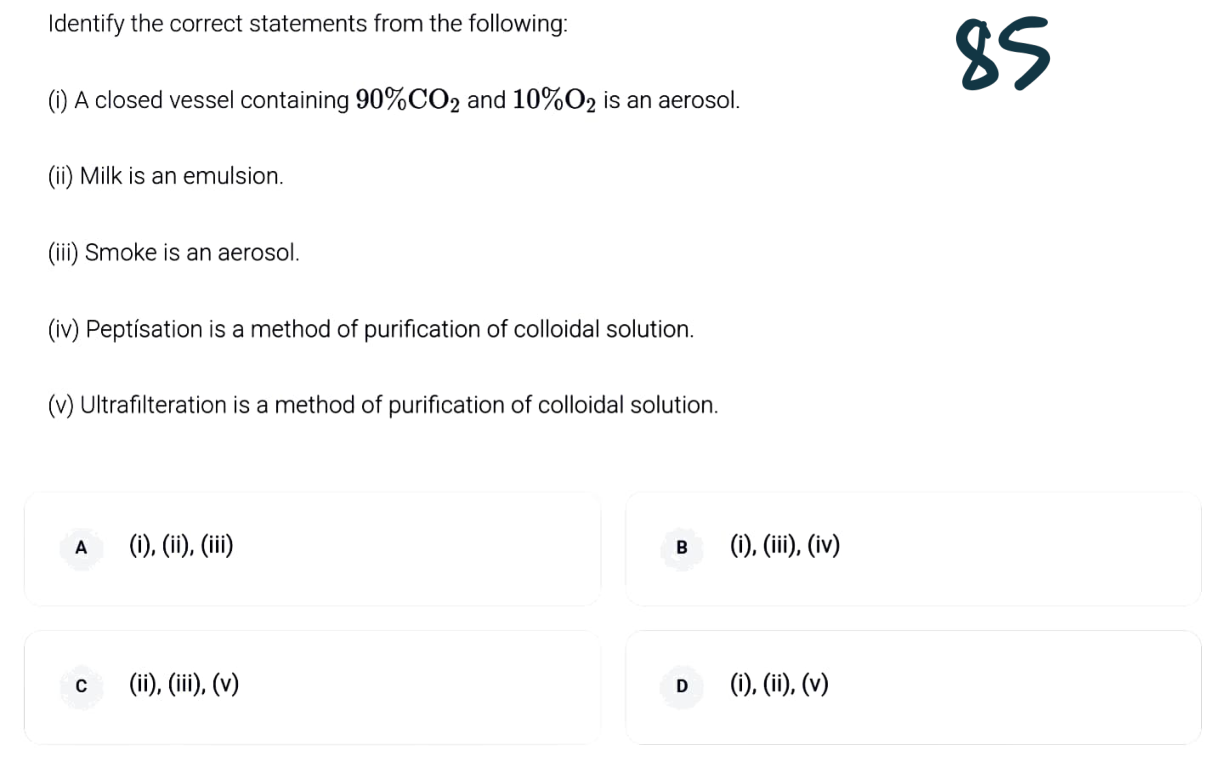 Identify the correct statements from the following:
85
(i) A closed vessel containing 90%CO₂ and 10%O₂ is an aerosol.
(ii) Milk is an emulsion.
(iii) Smoke is an aerosol.
(iv) Peptísation is a method of purification of colloidal solution.
(v) Ultrafilteration is a method of purification of colloidal solution.
A (i), (ii), (iii)
B (i), (iii), (iv)
C (ii), (iii), (v)
D (i), (ii), (v)